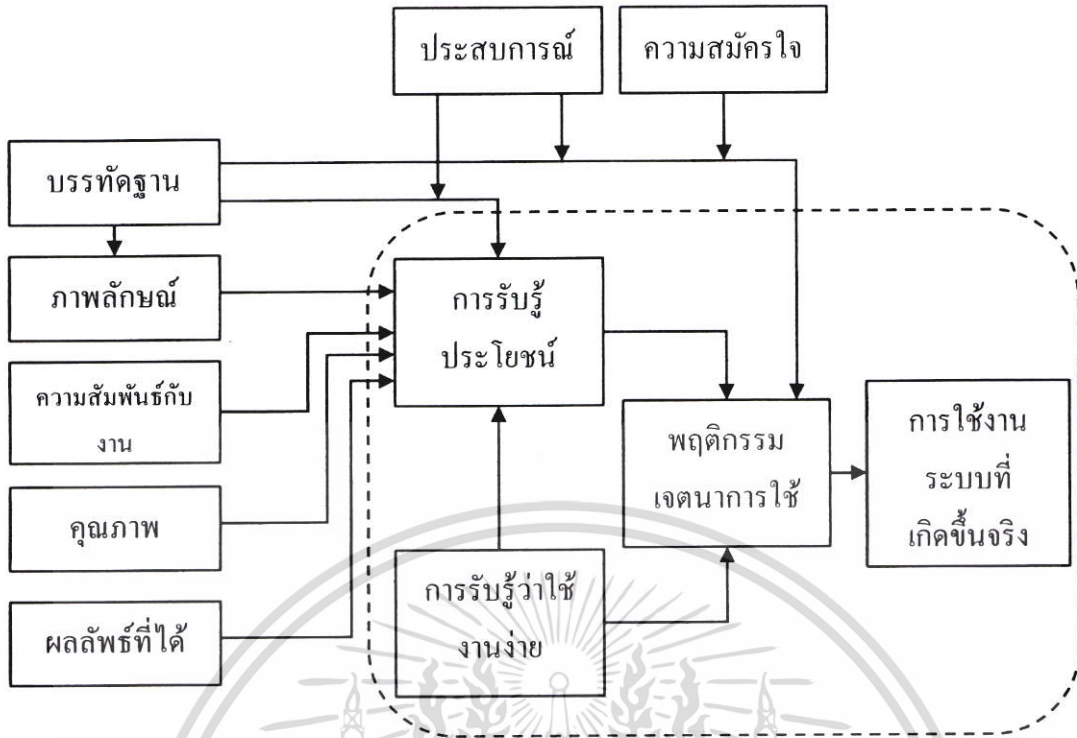 ประสบการณ์
ความสมัครใจ
บรรทัดฐาน
ภาพลักษณ์
ความสัมพันธ์กับ
งาน
คุณภาพ
ผลลัพธ์ที่ได้
การรับรู้
ประโยชน์
การรับรู้ว่าใช้
งานง่าย
พฤติกรรม
เจตนาการใช้
การใช้งาน
ระบบที่
เกิดขึ้นจริง